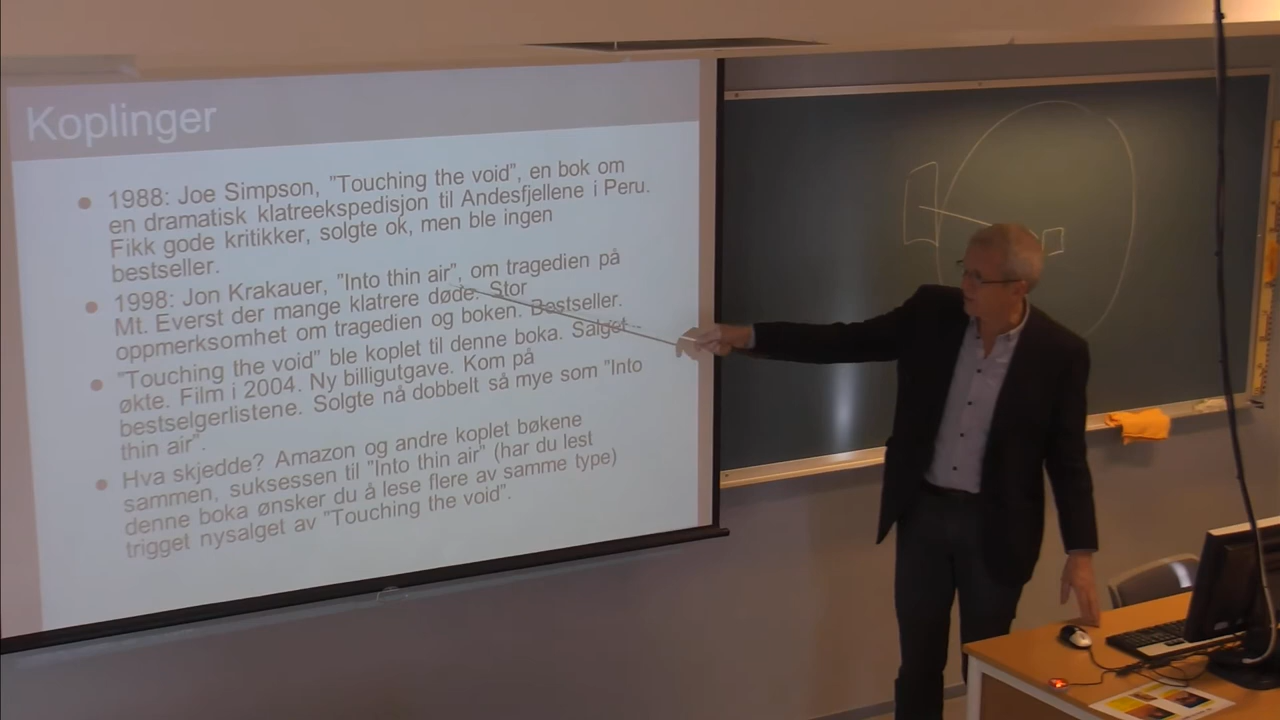 Koplinger
1988: Joe Simpson, "Touching the void", en bok om
en dramatisk klatreekspedisjon til Andesfjellene i Peru.
Fikk gode kritikker, solgte ok, men ble ingen
bestseller.
1998: Jon Krakauer, "Into thin air", om tragedien på
Mt. Everst der mange klatrere døde. Stor
oppmerksomhet om tragedien og boken. Bestseller.
"Touching the void" ble koplet til denne boka. Salget
økte. Film i 2004. Ny billigutgave. Kom på
bestselgerlistene. Solgte nå dobbelt så mye som "Into
thin air".
Hva skjedde? Amazon og andre koplet bøkene
sammen, suksessen til "Into thin air" (har du lest
denne boka ønsker du å lese flere av samme type)
trigget nysalget av "Touching the void".